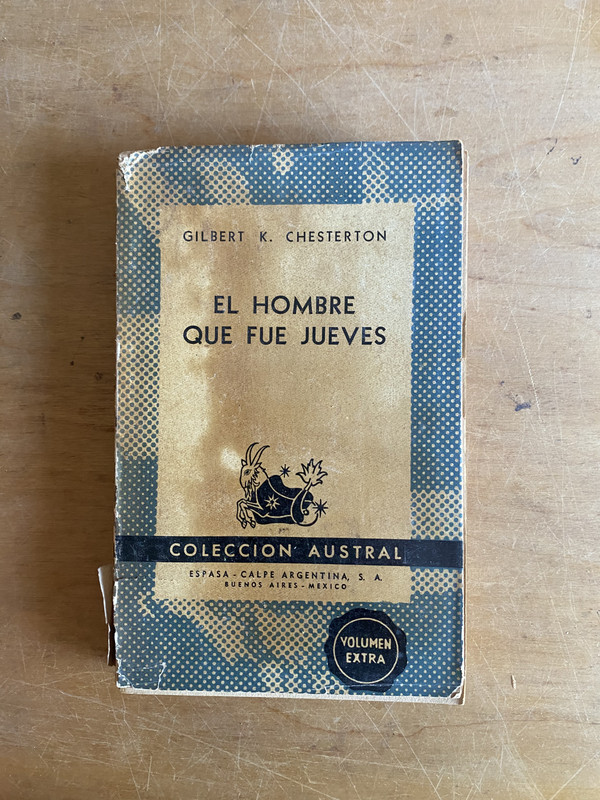 GILBERT K. CHESTERTON
EL HOMBRE
QUE FUE JUEVES
COLECCION AUSTRAL
ESPASA - CALPE ARGENTINA, S. A.
BUENOS AIRES - MEXICO
VOLUMEN
EXTRA